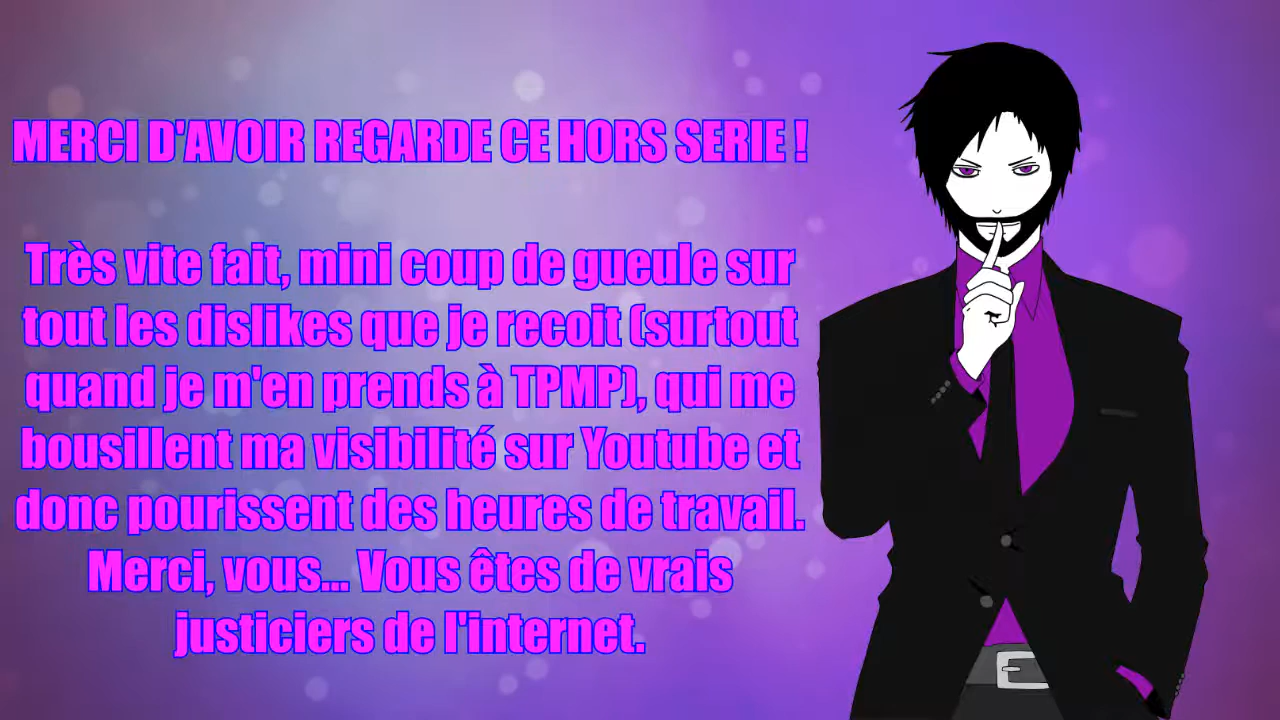 MERCI D'AVOIR REGARDE CE HORS SERIE !
Très vite fait, mini coup de gueule sur
tout les dislikes que je recoit (surtout
quand je m'en prends à TPMP), qui me
bousillent ma visibilité sur Youtube et
donc pourissent des heures de travail.
Merci, vous... Vous êtes de vrais
justiciers de l'internet.